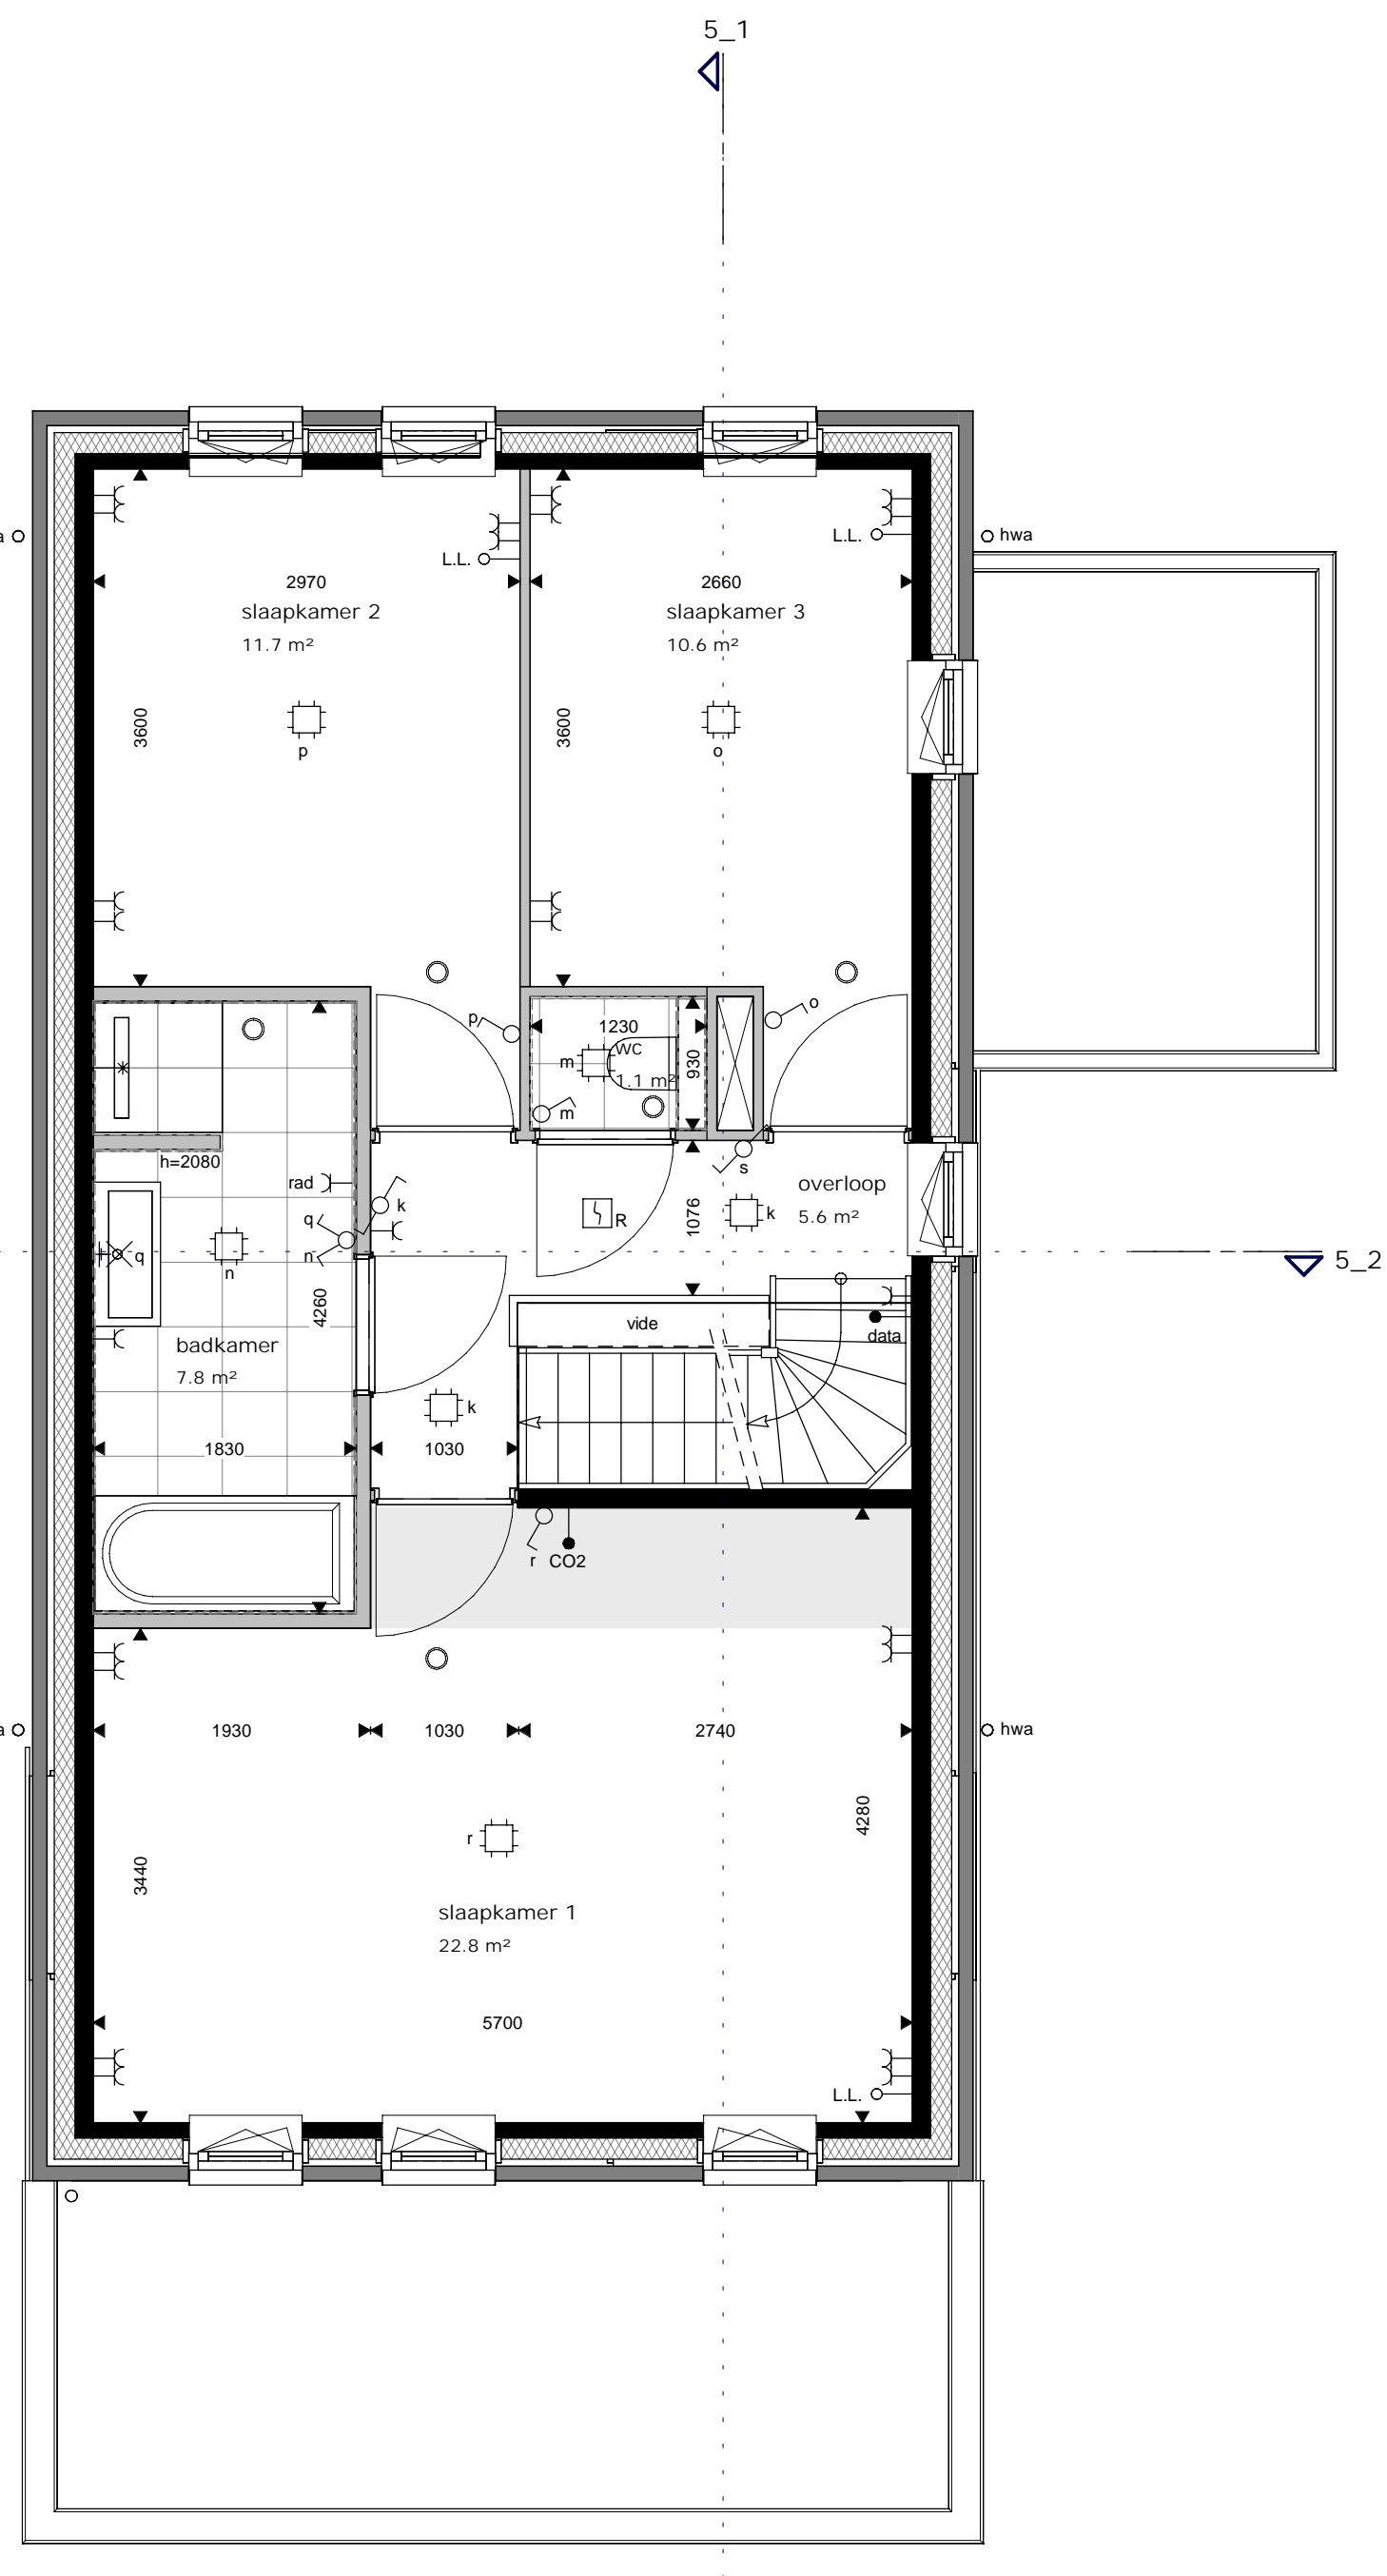 5_1
a
hwa
L.L.
L.L.
2970
2660
slaapkamer 2
slaapkamer 3
11.7 m²
10.6 m²
3600
3600
p
o
p
o
1230
WC
m
1.1 m²
930
m
h=2080
s
rad
overloop
k
5.6 m²
q
R
1076
k
n
q
n
5_2
4260
vide
data
badkamer
7.8 m²
k
1830
1030
r
CO2
a
1930
1030
2740
hwa
4280
r
3440
slaapkamer 1
22.8 m²
5700
L.L.